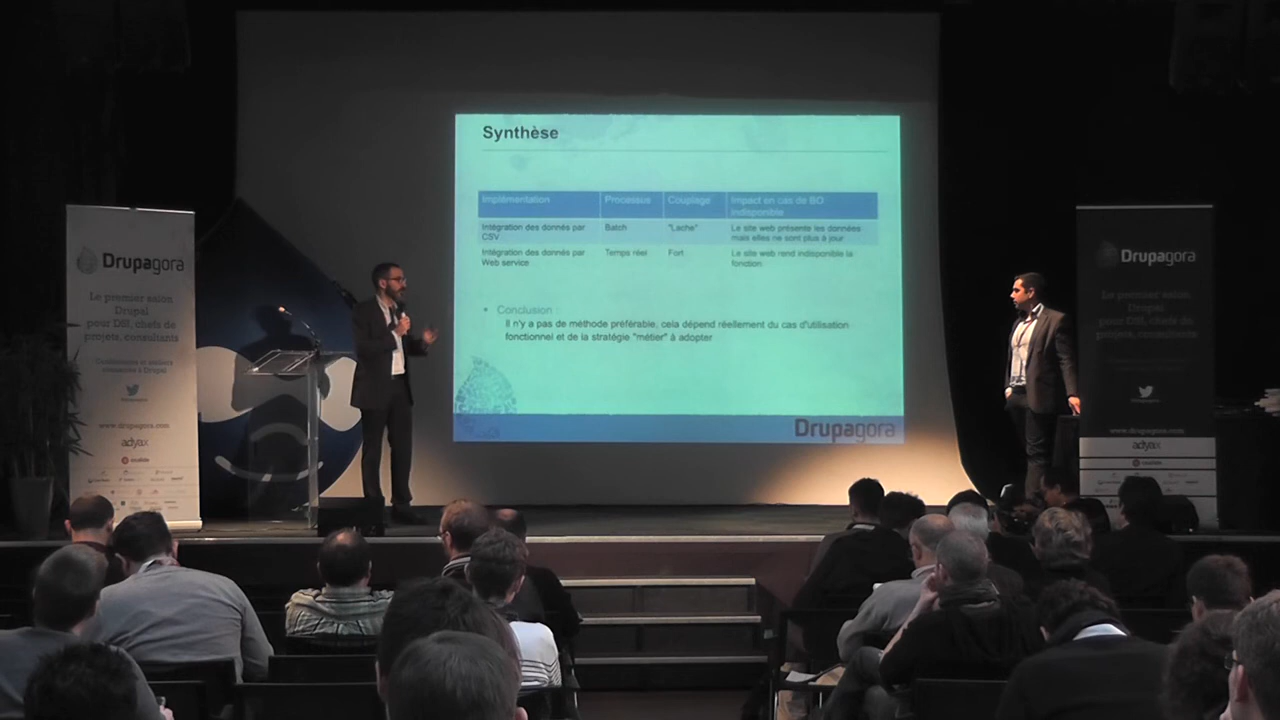 Synthèse
Implémentation Processus Couplage Impact en cas de BO
indisponible
Intégration des donnés par
CSV
Batch
"Lache"
Le site web présente les données
mais elles ne sont plus à jour
Intégration des donnés par
Web service
Temps réel
Fort
Le site web rend indisponible la
fonction
Conclusion :
Il n'y a pas de méthode préférable, cela dépend réellement du cas d'utilisation
fonctionnel et de la stratégie "métier" à adopter
Drupagora
Drupagora
Le premier salon
Drupal
pour DSI, chefs de
projets, consultants
www.drupagora.com
adyax
Drupagora
Le premier salon
Drupal
pour DSI, chefs de
projets, consultants
www.drupagora.com
adyax